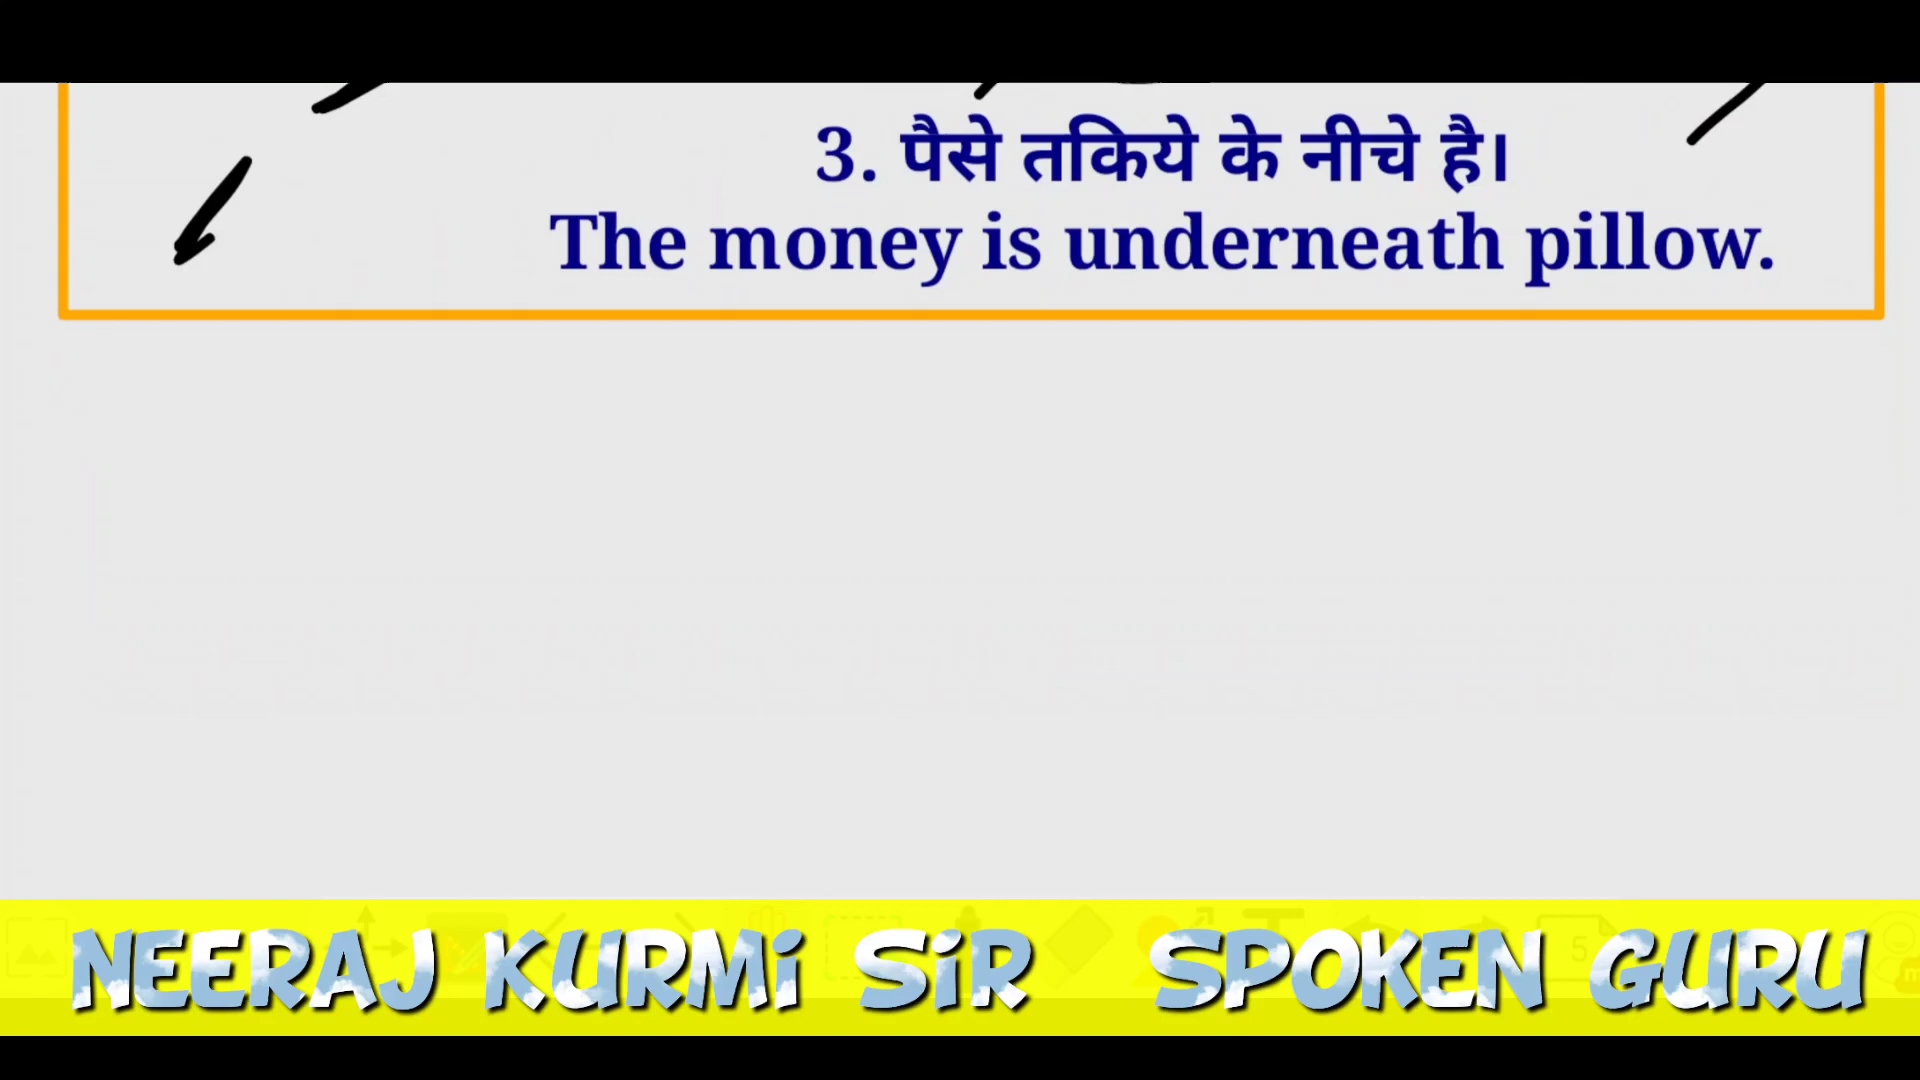 3. पैसे तकिये के नीचे है।
The money is underneath pillow.
NEERAJ KURMi SiR SPOKEN GURU